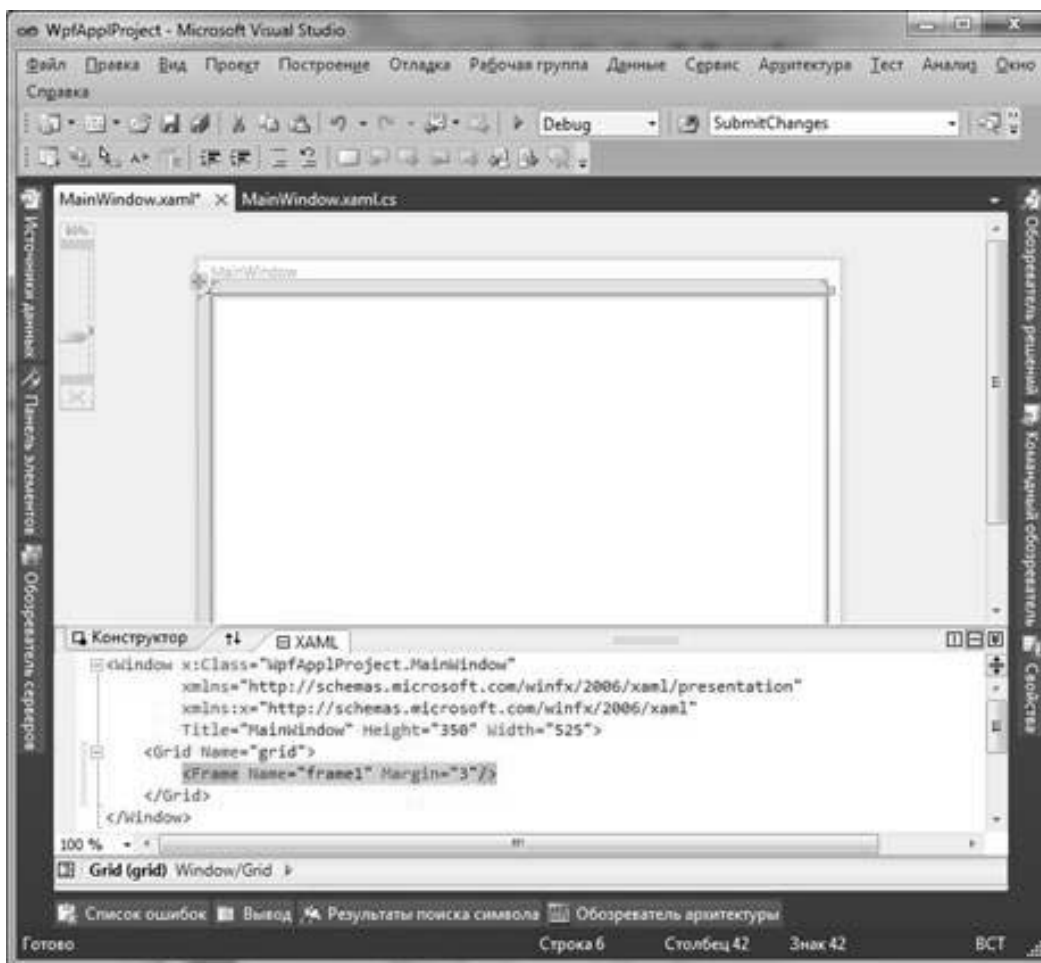 WpfApplProject - Microsoft Visual Studio
Файл Правка Вид Проект Построение Отладка Рабочая группа Данные Сервис Архитектура Тест Анализ Окно
Справка
Debug SubmitChanges
MainWindow.xaml* MainWindow.xaml.cs
Источники данных
Панель элементов
Обозреватель серверов
Обозреватель решений
Командный обозреватель
Свойства
MainWindow
Конструктор XAML
<Window x:Class="WpfApplProject.MainWindow"
xmlns="http://schemas.microsoft.com/winfx/2006/xaml/presentation"
xmlns:x="http://schemas.microsoft.com/winfx/2006/xaml"
Title="MainWindow" Height="350" Width="525">
<Grid Name="grid">
<Frame Name="frame1" Margin="3"/>
</Grid>
</Window>
100 %
Grid (grid) Window/Grid
Список ошибок Вывод Результаты поиска символа Обозреватель архитектуры
Готово Строка 6 Столбец 42 Знак 42 ВСТ